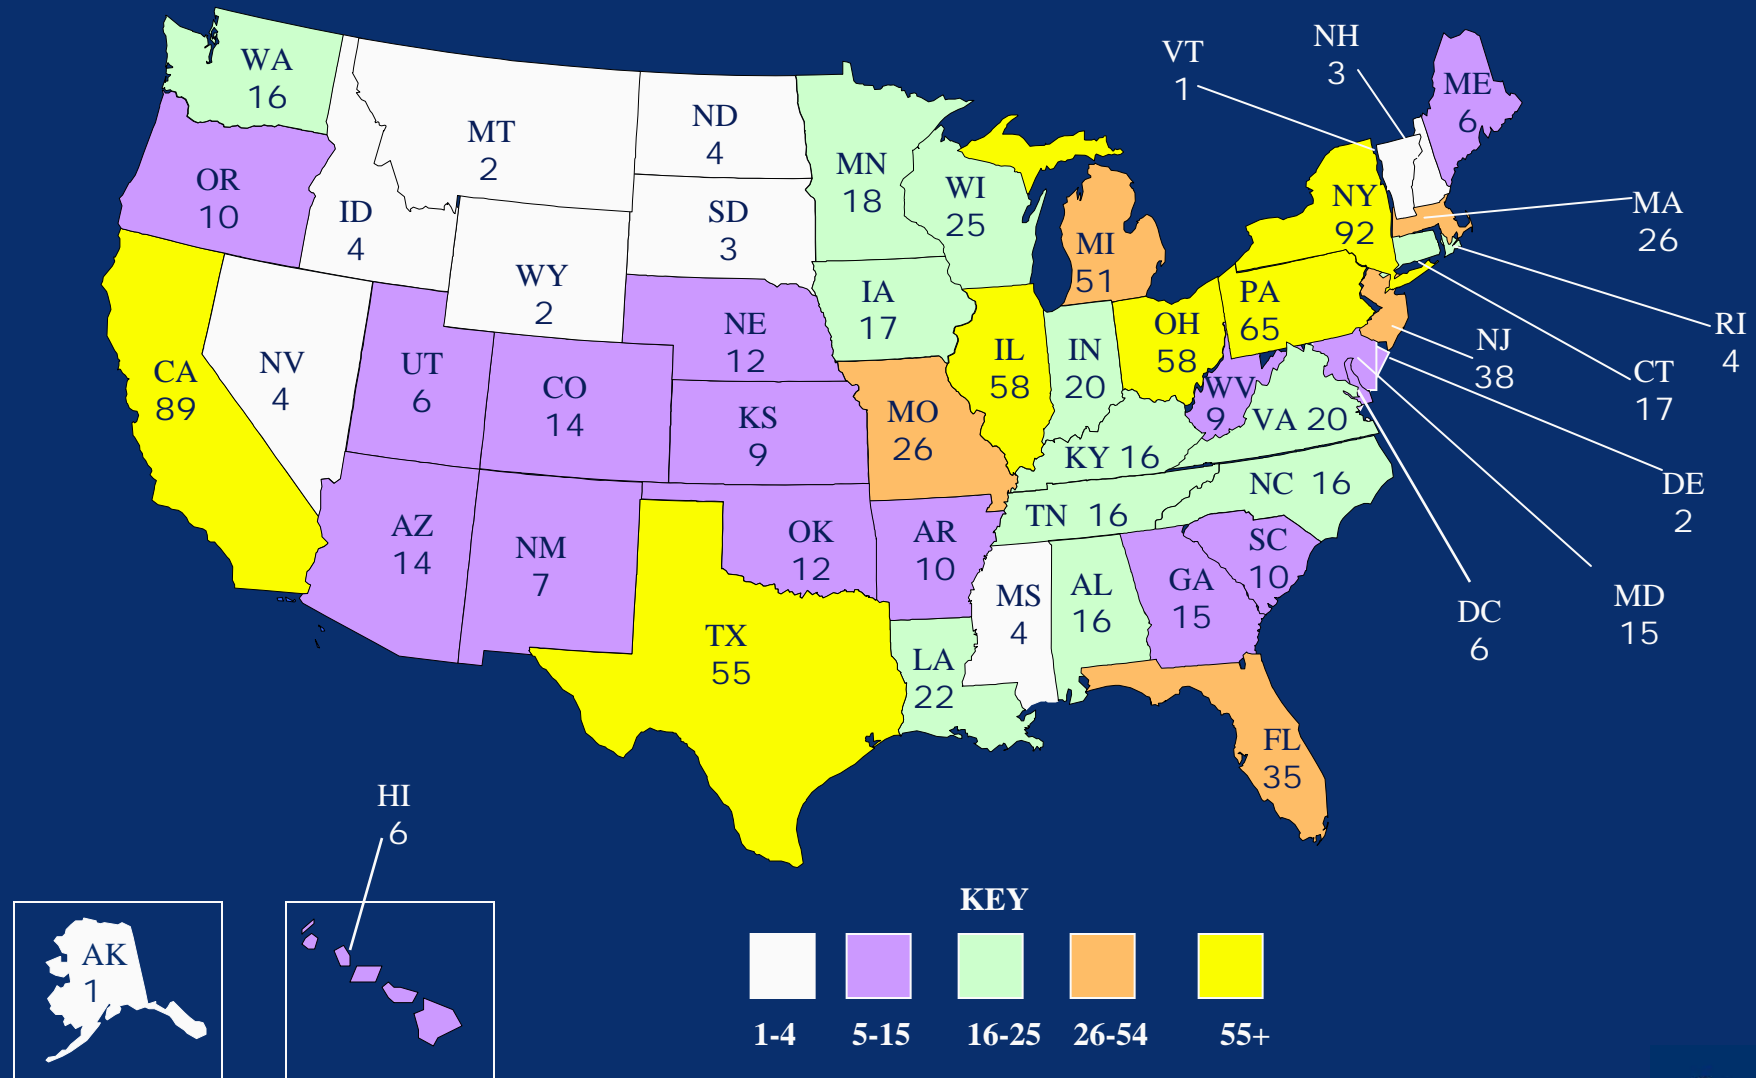 WA
16
OR
10
CA
89
ID
4
NV
4
MT
2
WY
2
UT
6
CO
14
AZ
14
NM
7
ND
4
SD
3
NE
12
KS
9
OK
12
TX
55
MN
18
IA
17
MO
26
AR
10
LA
22
WI
25
IL
58
MI
51
IN
20
OH
58
KY 16
TN 16
MS
4
AL
16
GA
15
FL
35
SC
10
NC 16
VA 20
WV
9
PA
65
NY
92
VT
1
NH
3
ME
6
MA
26
RI
4
CT
17
NJ
38
DE
2
MD
15
DC
6
HI
6
AK
1
KEY
1-4
5-15
16-25
26-54
55+